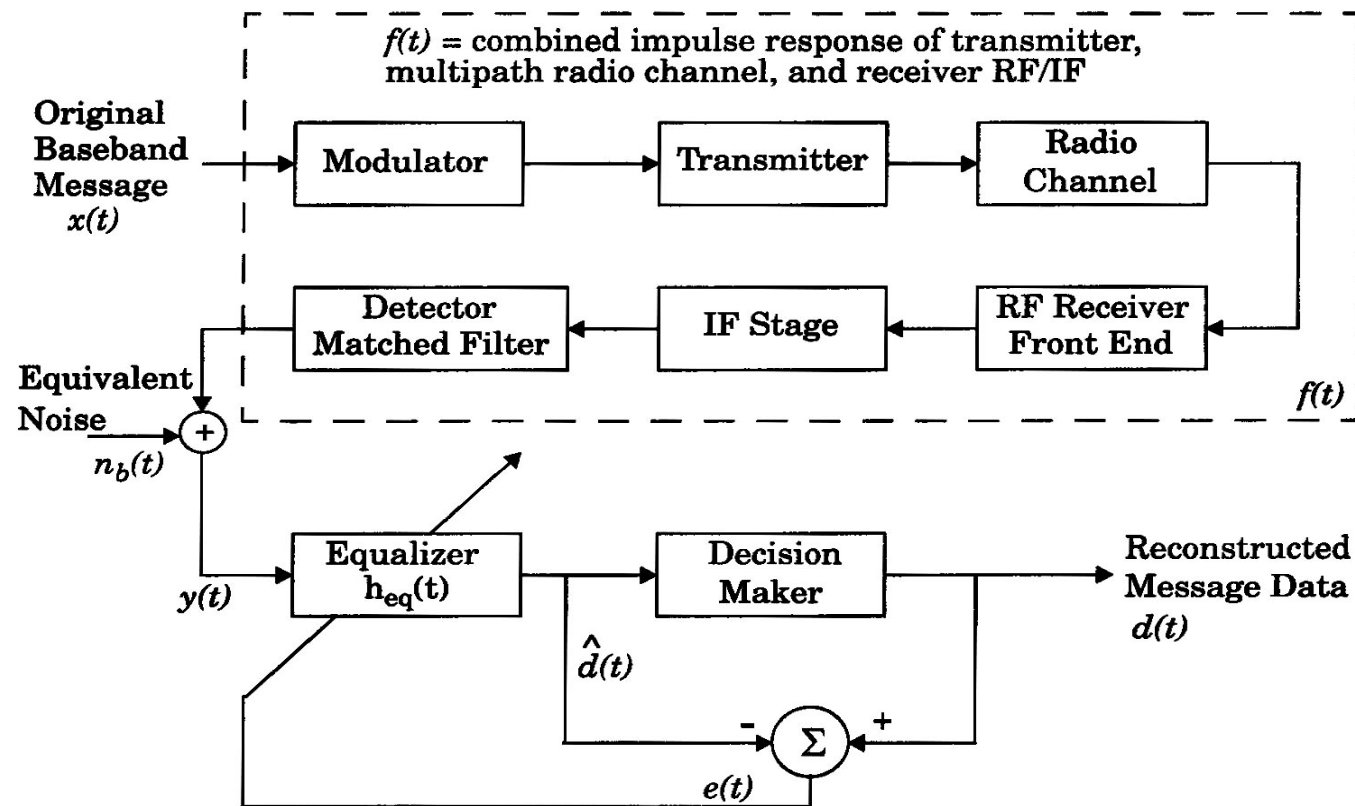 f(t) = combined impulse response of transmitter,
multipath radio channel, and receiver RF/IF
Original
Baseband
Message
x(t)
Modulator
Transmitter
Radio
Channel
Detector
Matched Filter
IF Stage
RF Receiver
Front End
f(t)
Equivalent
Noise
n_b(t)
+
y(t)
Equalizer
h_eq(t)
Decision
Maker
Reconstructed
Message Data
d(t)
d̂(t)
-
Σ
+
e(t)